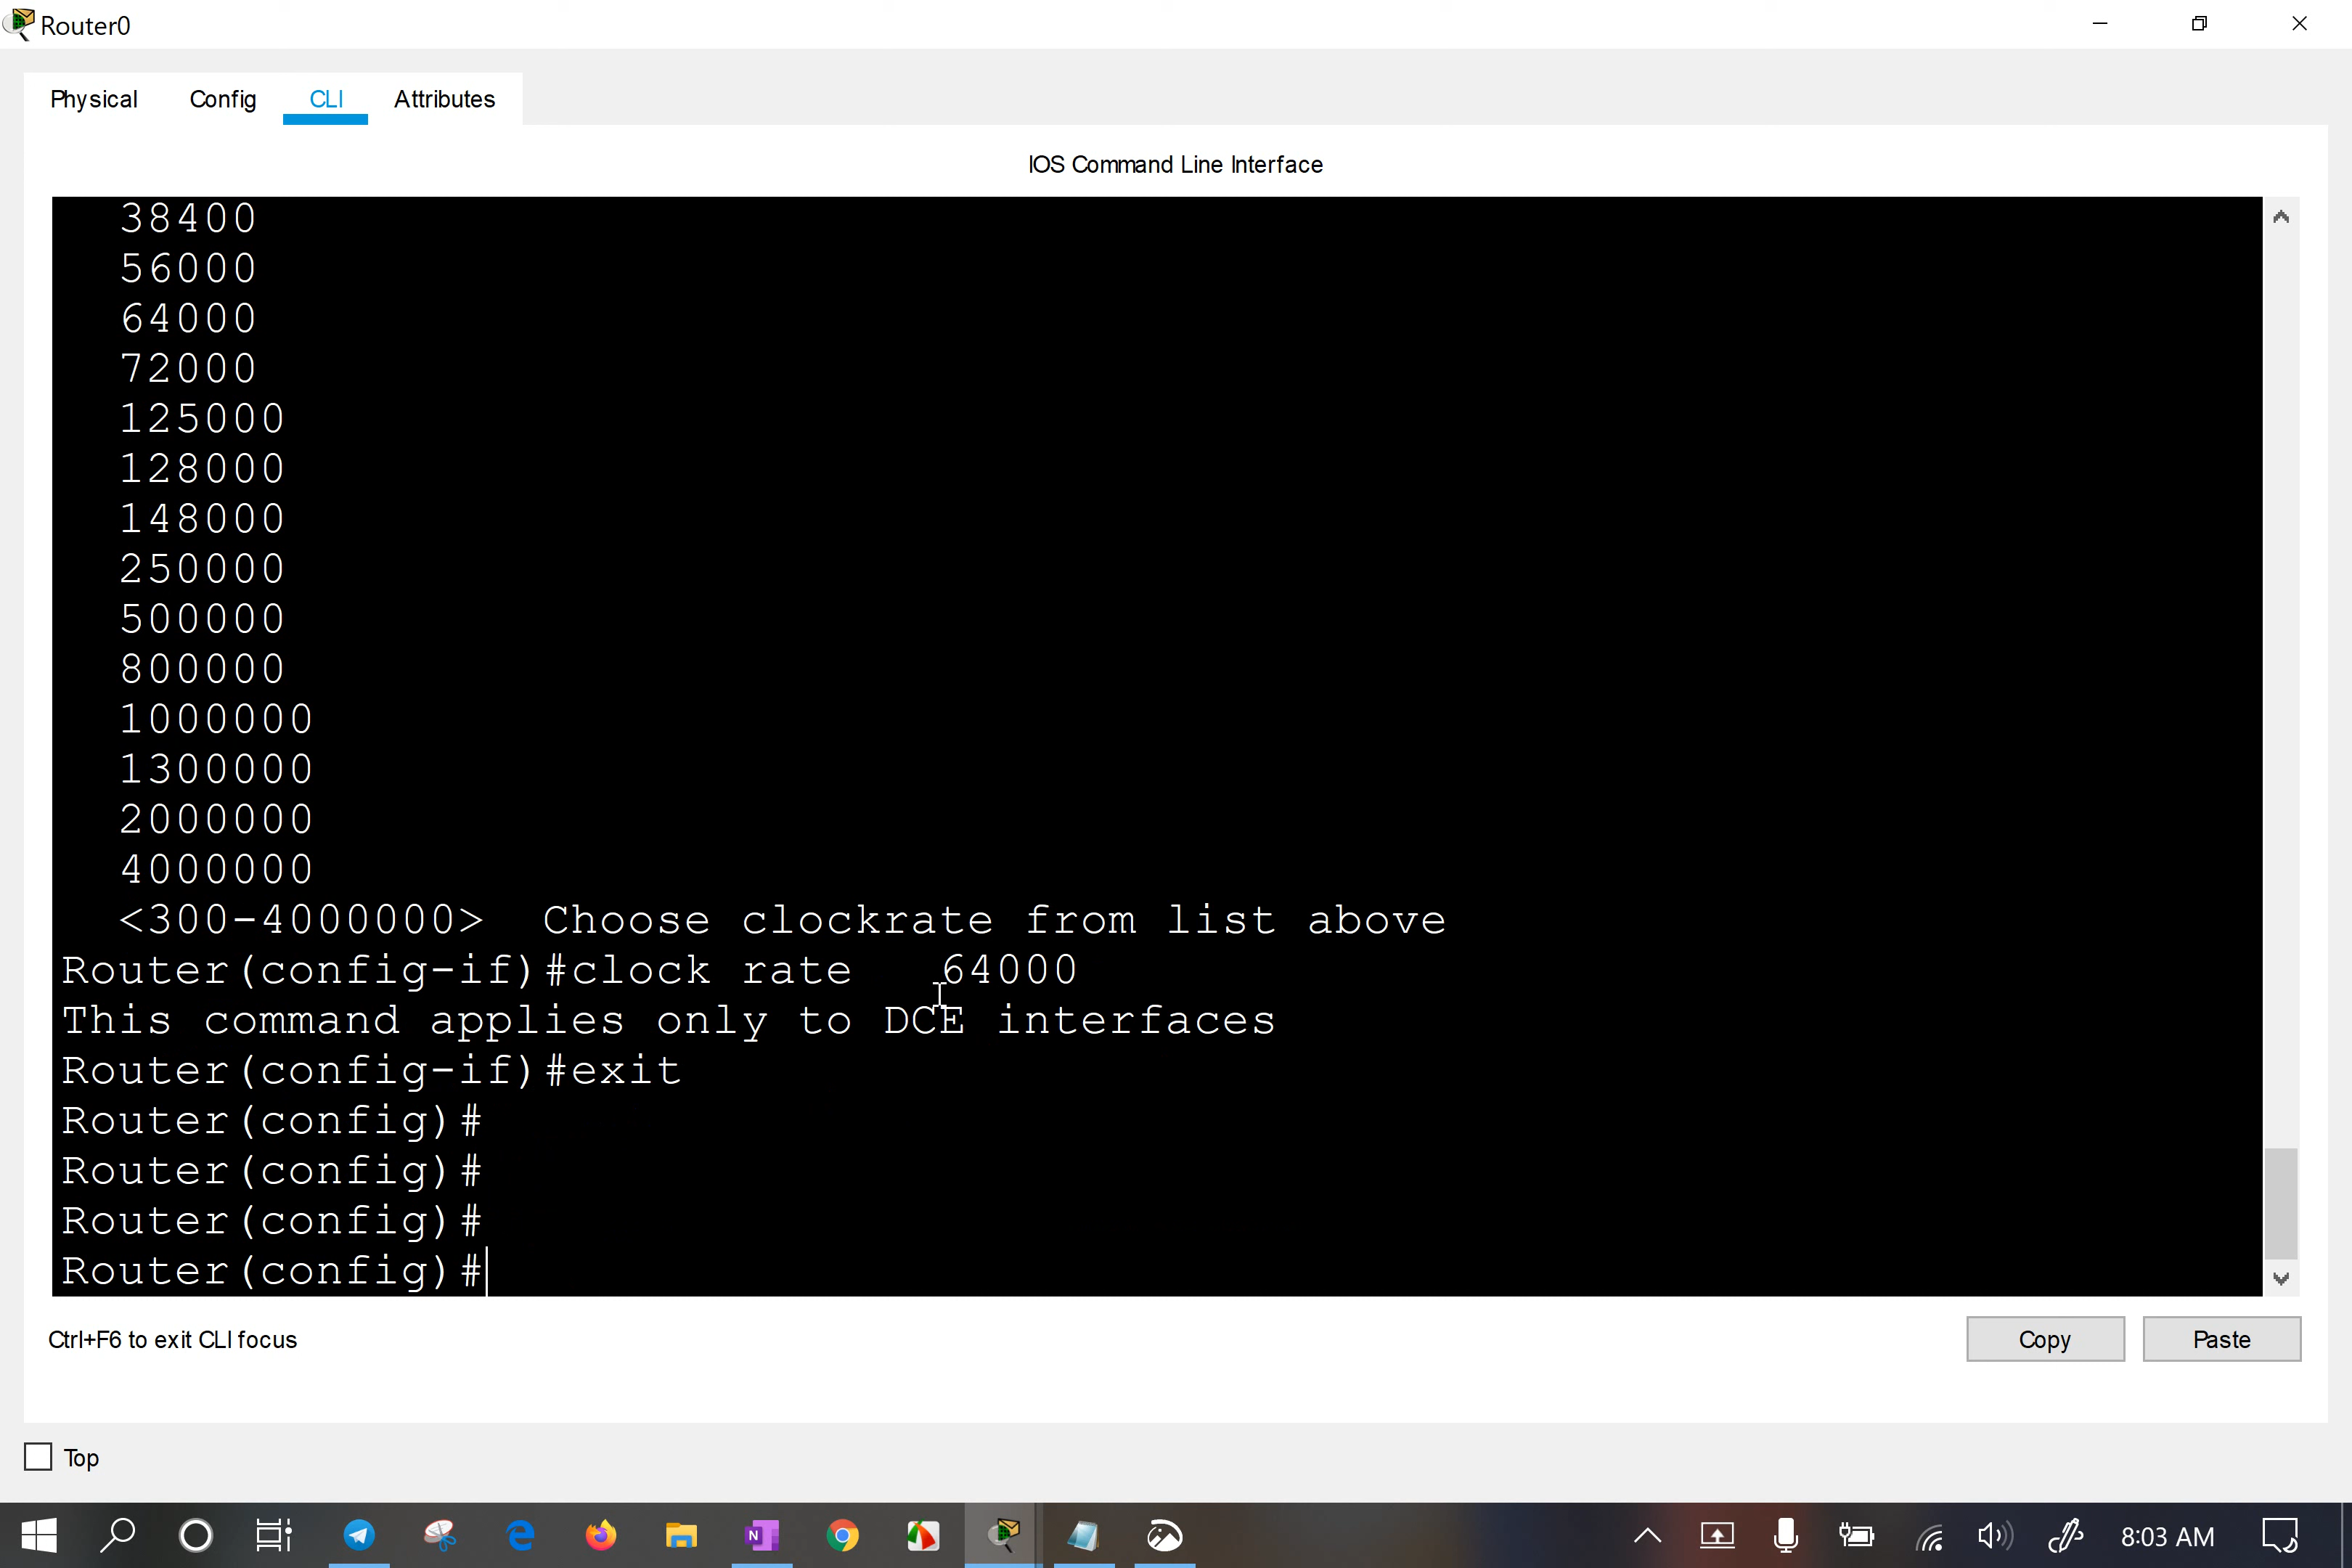 Router0
Physical Config CLI Attributes
IOS Command Line Interface
38400
56000
64000
72000
125000
128000
148000
250000
500000
800000
1000000
1300000
2000000
4000000
<300-4000000>  Choose clockrate from list above
Router(config-if)#clock rate   64000
This command applies only to DCE interfaces
Router(config-if)#exit
Router(config)#
Router(config)#
Router(config)#
Router(config)#
Ctrl+F6 to exit CLI focus
Copy Paste
Top
8:03 AM